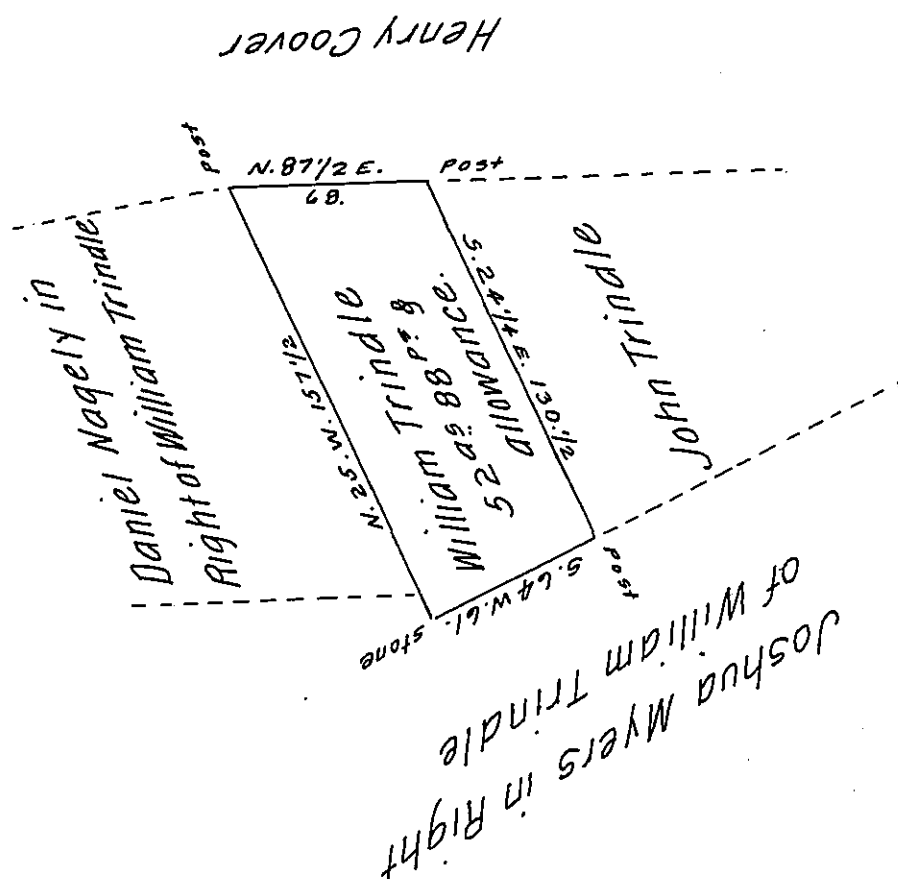 Henry Coover
post
N. 87 1/2 E.
68.
Post
Daniel Nagely in
Right of William Trindle
N. 25. W. 157 1/2
William Trindle
52 as 88 ps &
allowance.
S. 24 1/4 E. 130 1/2
John Trindle
stone
S. 64 W. 61.
post
Joshua Myers in Right
of William Trindle